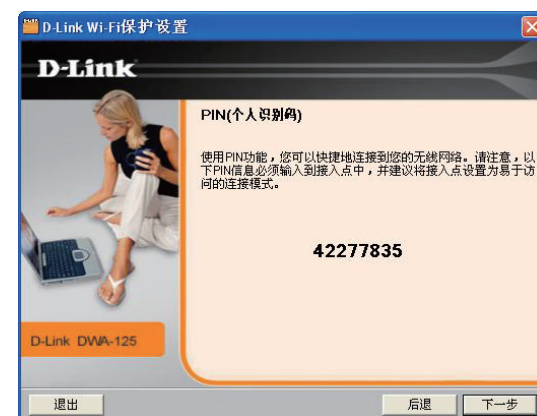 D-Link Wi-Fi保护设置
D-Link
PIN(个人识别码)
使用PIN功能，您可以快捷地连接到您的无线网络。请注意，以
下PIN信息必须输入到接入点中，并建议将接入点设置为易于访
问的连接模式。
42277835
D-Link DWA-125
退出
后退
下一步